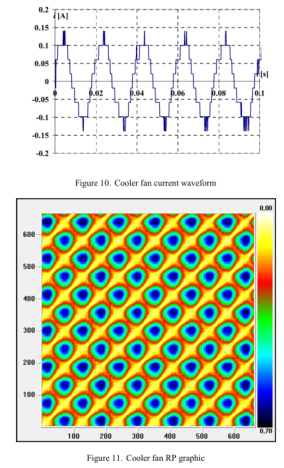 I [A]
0.2
0.15
0.1
0.05
0
-0.05
-0.1
-0.15
-0.2
0 0.02 0.04 0.06 0.08 0.1
t[s]
Figure 10. Cooler fan current waveform
0,00
600
500
400
300
200
100
100 200 300 400 500 600
0,70
Figure 11. Cooler fan RP graphic